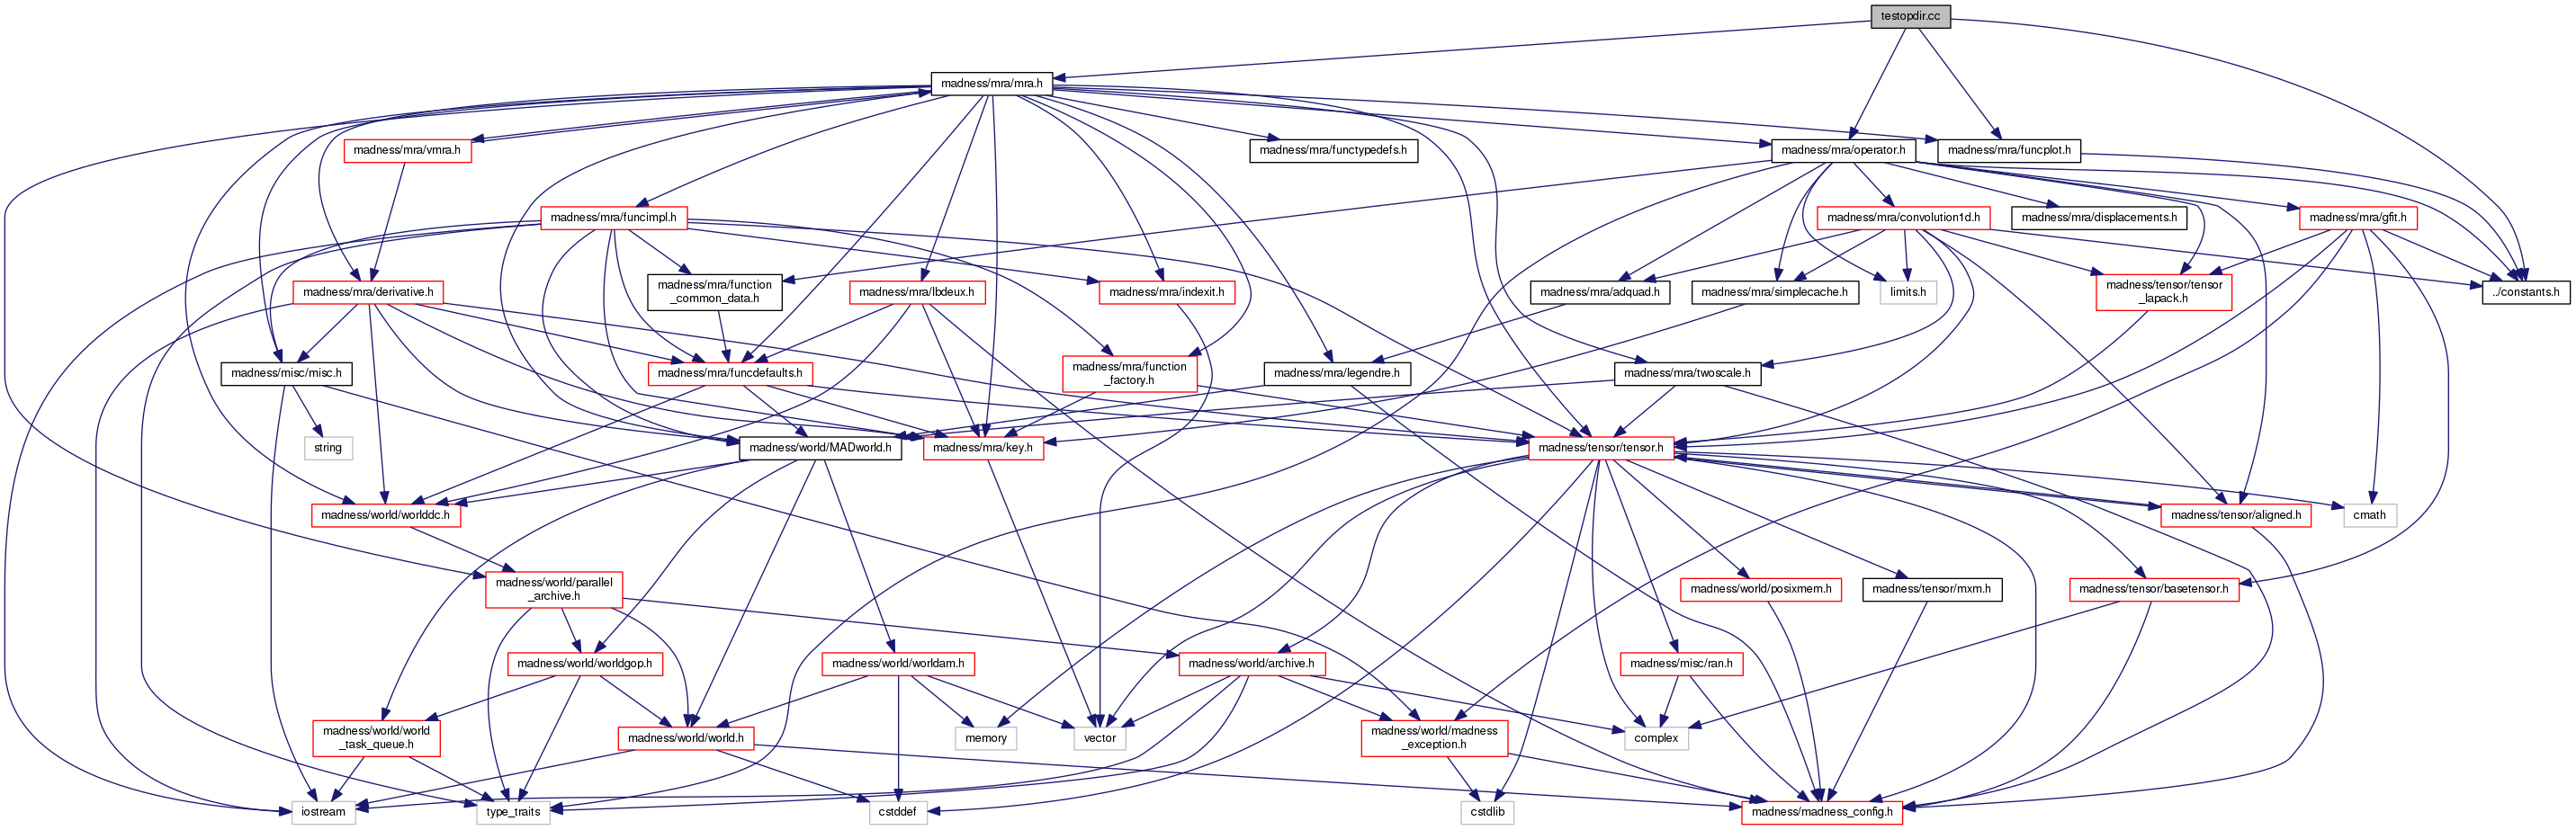 testopdir.cc
madness/mra/mra.h
madness/mra/vmra.h
madness/mra/functypedefs.h
madness/mra/operator.h
madness/mra/funcplot.h
madness/mra/funcimpl.h
madness/mra/convolution1d.h
madness/mra/displacements.h
madness/mra/gfit.h
madness/mra/derivative.h
madness/mra/function
_common_data.h
madness/mra/lbdeux.h
madness/mra/indexit.h
madness/mra/adquad.h
madness/mra/simplecache.h
limits.h
madness/tensor/tensor
_lapack.h
../constants.h
madness/misc/misc.h
madness/mra/funcdefaults.h
madness/mra/function
_factory.h
madness/mra/legendre.h
madness/mra/twoscale.h
string
madness/world/MADworld.h
madness/mra/key.h
madness/tensor/tensor.h
madness/world/worlddc.h
madness/tensor/aligned.h
cmath
madness/world/parallel
_archive.h
madness/world/posixmem.h
madness/tensor/mxm.h
madness/tensor/basetensor.h
madness/world/worldgop.h
madness/world/worldam.h
madness/world/archive.h
madness/misc/ran.h
madness/world/world
_task_queue.h
madness/world/world.h
memory
vector
madness/world/madness
_exception.h
complex
iostream
type_traits
cstddef
cstdlib
madness/madness_config.h